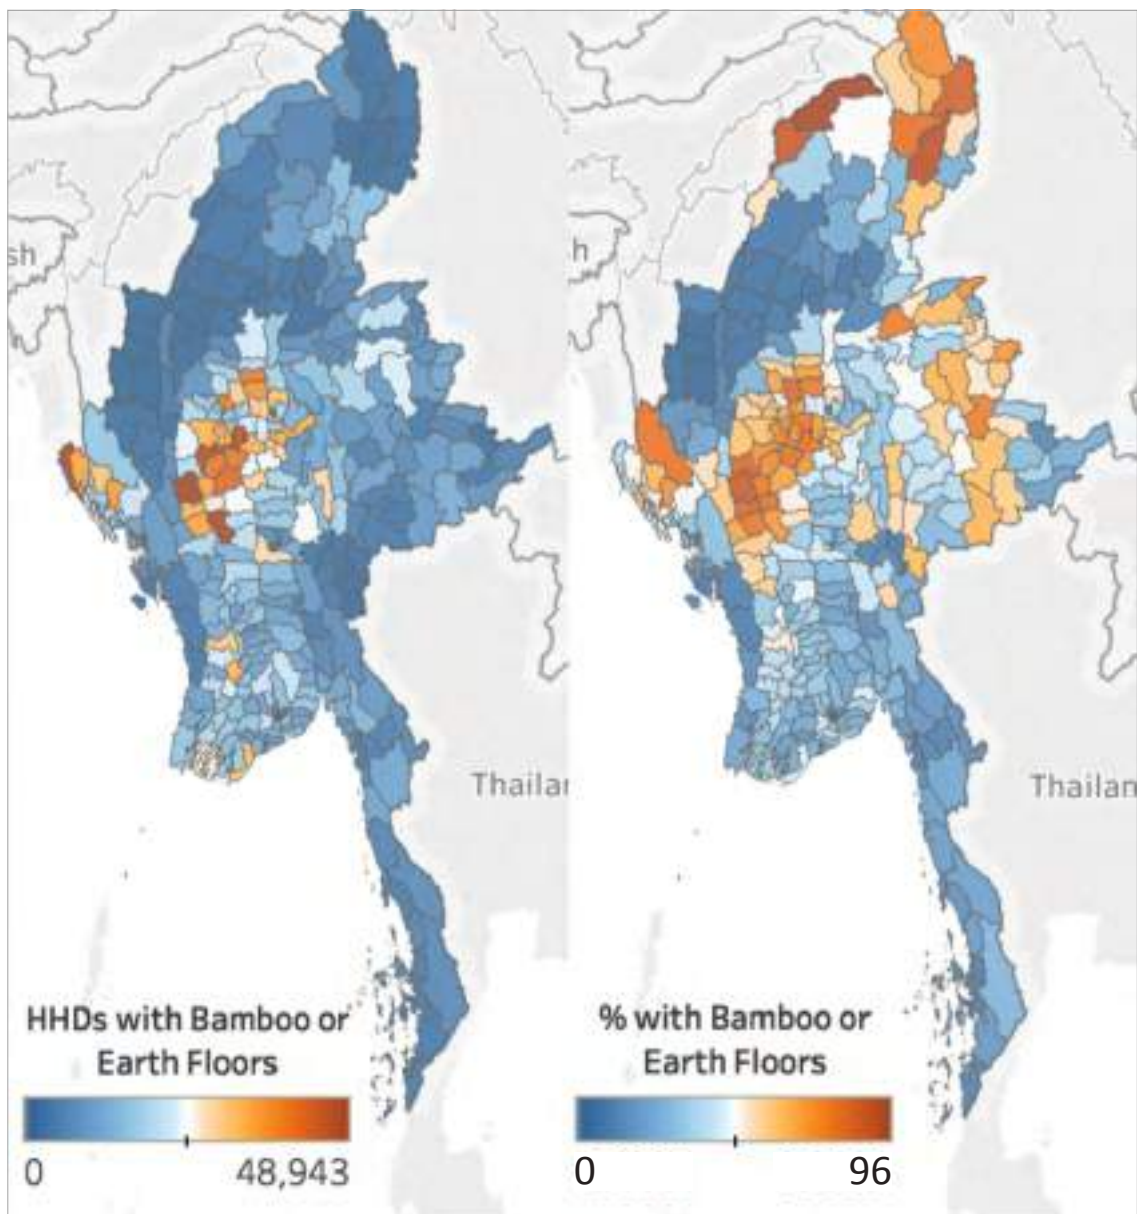 sh
h
Thailan
Thailan
HHDs with Bamboo or
Earth Floors
0
48,943
% with Bamboo or
Earth Floors
0
96